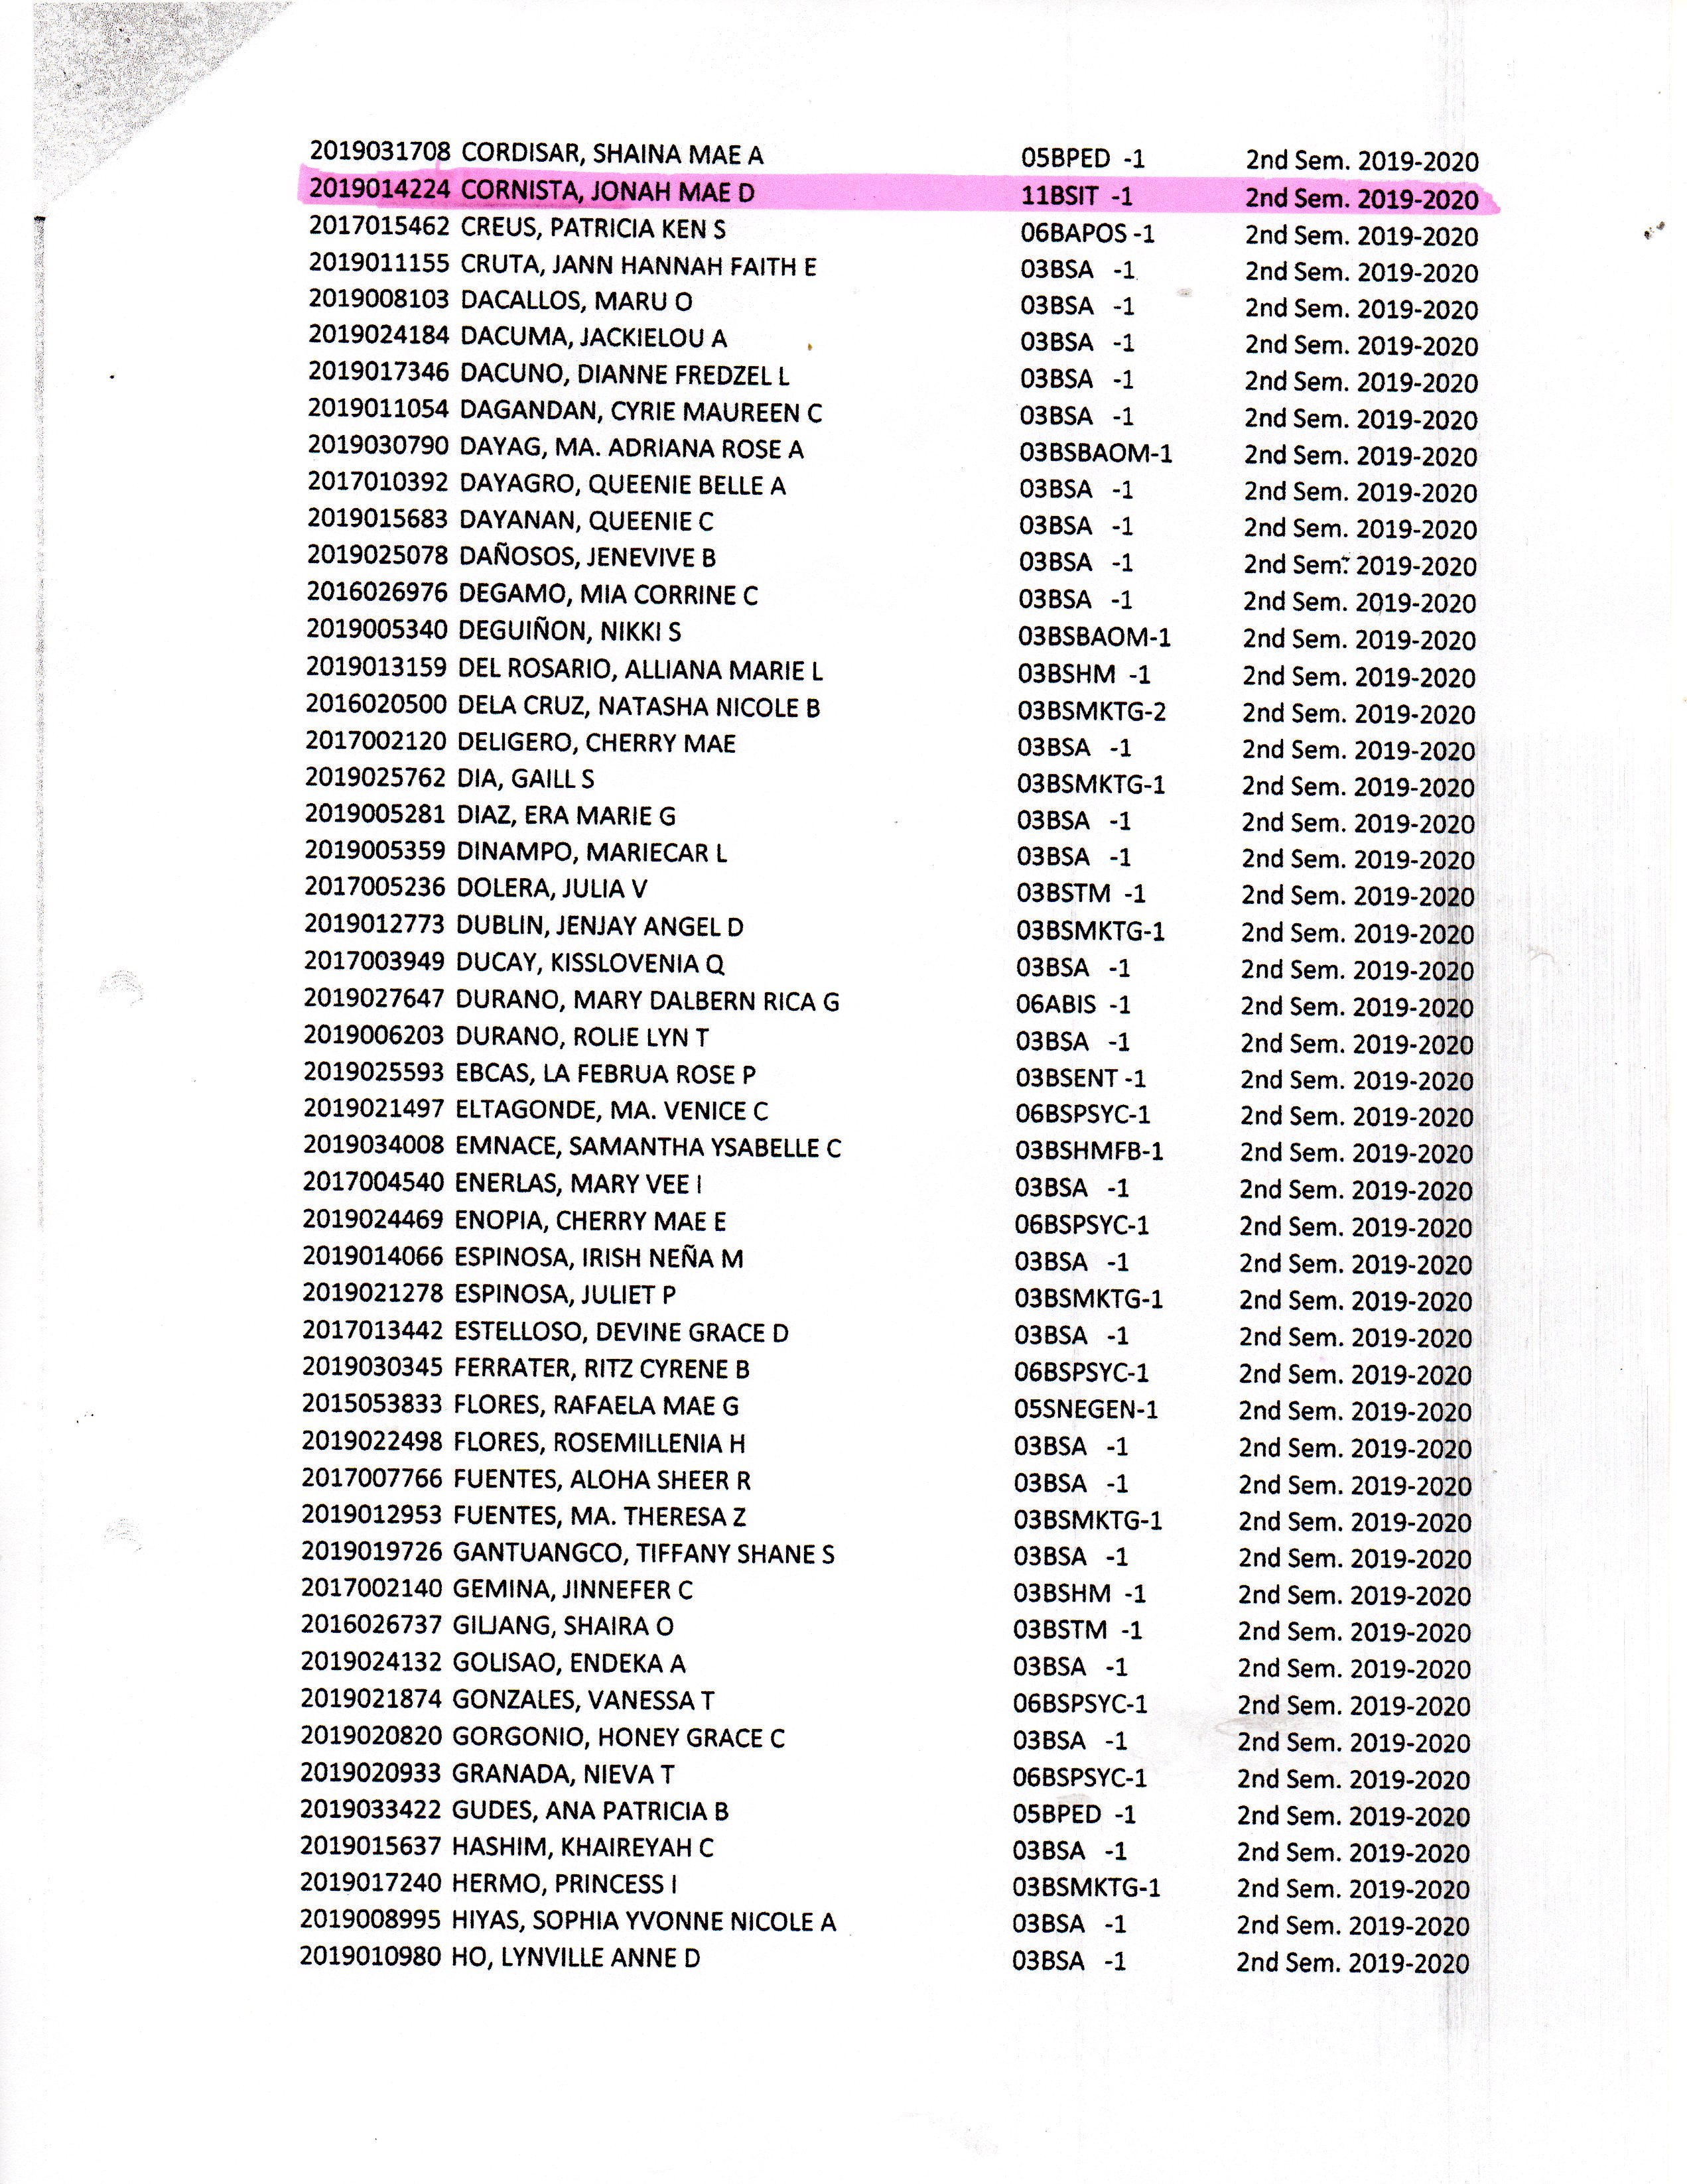 2019031708 CORDISAR, SHAINA MAE A 05BPED -1 2nd Sem. 2019-2020
2019014224 CORNISTA, JONAH MAE D 11BSIT -1 2nd Sem. 2019-2020
2017015462 CREUS, PATRICIA KEN S 06BAPOS -1 2nd Sem. 2019-2020
2019011155 CRUTA, JANN HANNAH FAITH E 03BSA -1 2nd Sem. 2019-2020
2019008103 DACALLOS, MARU O 03BSA -1 2nd Sem. 2019-2020
2019024184 DACUMA, JACKIELOU A 03BSA -1 2nd Sem. 2019-2020
2019017346 DACUNO, DIANNE FREDZEL L 03BSA -1 2nd Sem. 2019-2020
2019011054 DAGANDAN, CYRIE MAUREEN C 03BSA -1 2nd Sem. 2019-2020
2019030790 DAYAG, MA. ADRIANA ROSE A 03BSBAOM-1 2nd Sem. 2019-2020
2017010392 DAYAGRO, QUEENIE BELLE A 03BSA -1 2nd Sem. 2019-2020
2019015683 DAYANAN, QUEENIE C 03BSA -1 2nd Sem. 2019-2020
2019025078 DAÑOSOS, JENEVIVE B 03BSA -1 2nd Sem. 2019-2020
2016026976 DEGAMO, MIA CORRINE C 03BSA -1 2nd Sem. 2019-2020
2019005340 DEGUIÑON, NIKKI S 03BSBAOM-1 2nd Sem. 2019-2020
2019013159 DEL ROSARIO, ALLIANA MARIE L 03BSHM -1 2nd Sem. 2019-2020
2016020500 DELA CRUZ, NATASHA NICOLE B 03BSMKTG-2 2nd Sem. 2019-2020
2017002120 DELIGERO, CHERRY MAE 03BSA -1 2nd Sem. 2019-2020
2019025762 DIA, GAILL S 03BSMKTG-1 2nd Sem. 2019-2020
2019005281 DIAZ, ERA MARIE G 03BSA -1 2nd Sem. 2019-2020
2019005359 DINAMPO, MARIECAR L 03BSA -1 2nd Sem. 2019-2020
2017005236 DOLERA, JULIA V 03BSTM -1 2nd Sem. 2019-2020
2019012773 DUBLIN, JENJAY ANGEL D 03BSMKTG-1 2nd Sem. 2019-2020
2017003949 DUCAY, KISSLOVENIA Q 03BSA -1 2nd Sem. 2019-2020
2019027647 DURANO, MARY DALBERN RICA G 06ABIS -1 2nd Sem. 2019-2020
2019006203 DURANO, ROLIE LYN T 03BSA -1 2nd Sem. 2019-2020
2019025593 EBCAS, LA FEBRUA ROSE P 03BSENT -1 2nd Sem. 2019-2020
2019021497 ELTAGONDE, MA. VENICE C 06BSPSYC-1 2nd Sem. 2019-2020
2019034008 EMNACE, SAMANTHA YSABELLE C 03BSHMFB-1 2nd Sem. 2019-2020
2017004540 ENERLAS, MARY VEE I 03BSA -1 2nd Sem. 2019-2020
2019024469 ENOPIA, CHERRY MAE E 06BSPSYC-1 2nd Sem. 2019-2020
2019014066 ESPINOSA, IRISH NEÑA M 03BSA -1 2nd Sem. 2019-2020
2019021278 ESPINOSA, JULIET P 03BSMKTG-1 2nd Sem. 2019-2020
2017013442 ESTELLOSO, DEVINE GRACE D 03BSA -1 2nd Sem. 2019-2020
2019030345 FERRATER, RITZ CYRENE B 06BSPSYC-1 2nd Sem. 2019-2020
2015053833 FLORES, RAFAELA MAE G 05SNEGEN-1 2nd Sem. 2019-2020
2019022498 FLORES, ROSEMILLENIA H 03BSA -1 2nd Sem. 2019-2020
2017007766 FUENTES, ALOHA SHEER R 03BSA -1 2nd Sem. 2019-2020
2019012953 FUENTES, MA. THERESA Z 03BSMKTG-1 2nd Sem. 2019-2020
2019019726 GANTUANGCO, TIFFANY SHANE S 03BSA -1 2nd Sem. 2019-2020
2017002140 GEMINA, JINNEFER C 03BSHM -1 2nd Sem. 2019-2020
2016026737 GILIANG, SHAIRA O 03BSTM -1 2nd Sem. 2019-2020
2019024132 GOLISAO, ENDEKA A 03BSA -1 2nd Sem. 2019-2020
2019021874 GONZALES, VANESSA T 06BSPSYC-1 2nd Sem. 2019-2020
2019020820 GORGONIO, HONEY GRACE C 03BSA -1 2nd Sem. 2019-2020
2019020933 GRANADA, NIEVA T 06BSPSYC-1 2nd Sem. 2019-2020
2019033422 GUDES, ANA PATRICIA B 05BPED -1 2nd Sem. 2019-2020
2019015637 HASHIM, KHAIREYAH C 03BSA -1 2nd Sem. 2019-2020
2019017240 HERMO, PRINCESS I 03BSMKTG-1 2nd Sem. 2019-2020
2019008995 HIYAS, SOPHIA YVONNE NICOLE A 03BSA -1 2nd Sem. 2019-2020
2019010980 HO, LYNVILLE ANNE D 03BSA -1 2nd Sem. 2019-2020